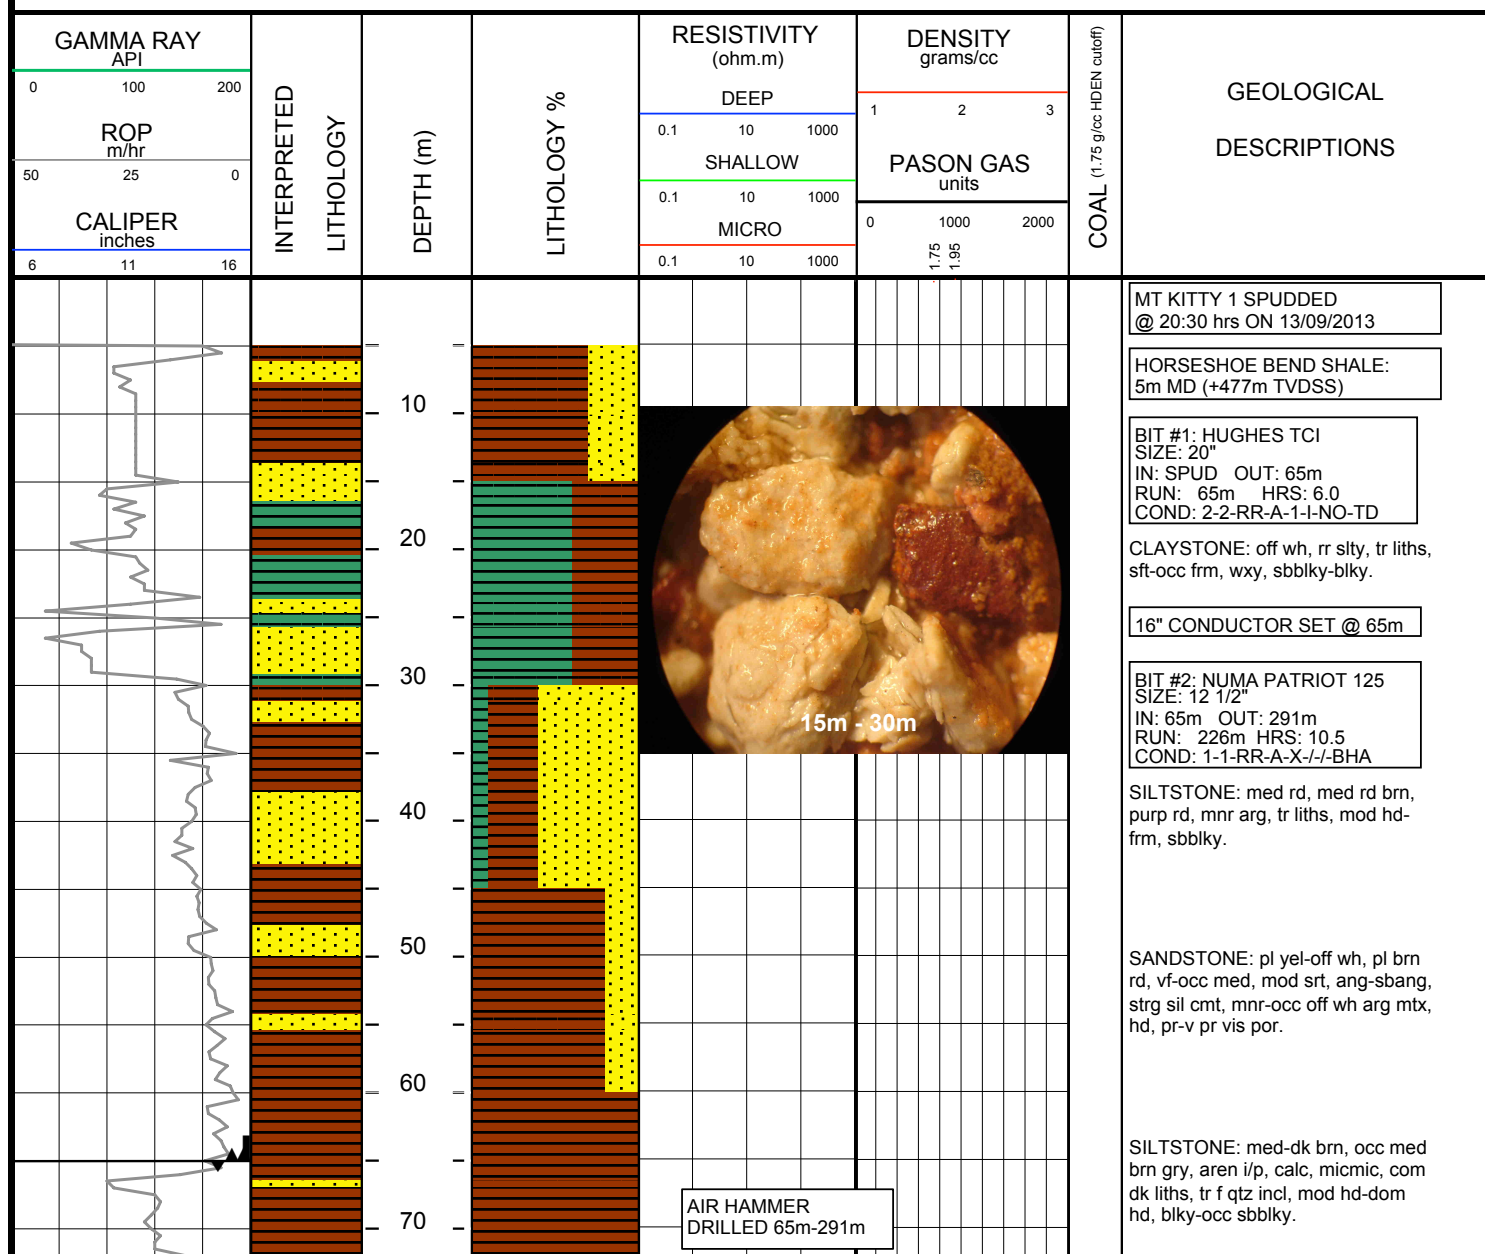 GAMMA RAY
API
0 100 200
ROP
m/hr
50 25 0
CALIPER
inches
6 11 16
INTERPRETED
LITHOLOGY
DEPTH (m)
LITHOLOGY %
RESISTIVITY
(ohm.m)
DEEP
0.1 10 1000
SHALLOW
0.1 10 1000
MICRO
0.1 10 1000
DENSITY
grams/cc
1 2 3
PASON GAS
units
0 1000 2000
1.75
1.95
COAL (1.75 g/cc HDEN cutoff)
GEOLOGICAL
DESCRIPTIONS
10
20
30
40
50
60
70
15m - 30m
AIR HAMMER
DRILLED 65m-291m
MT KITTY 1 SPUDDED
@ 20:30 hrs ON 13/09/2013
HORSESHOE BEND SHALE:
5m MD (+477m TVDSS)
BIT #1: HUGHES TCI
SIZE: 20"
IN: SPUD OUT: 65m
RUN: 65m HRS: 6.0
COND: 2-2-RR-A-1-I-NO-TD
CLAYSTONE: off wh, rr slty, tr liths,
sft-occ frm, wxy, sbblky-blky.
16" CONDUCTOR SET @ 65m
BIT #2: NUMA PATRIOT 125
SIZE: 12 1/2"
IN: 65m OUT: 291m
RUN: 226m HRS: 10.5
COND: 1-1-RR-A-X-/-/-BHA
SILTSTONE: med rd, med rd brn,
purp rd, mnr arg, tr liths, mod hd-
frm, sbblky.
SANDSTONE: pl yel-off wh, pl brn
rd, vf-occ med, mod srt, ang-sbang,
strg sil cmt, mnr-occ off wh arg mtx,
hd, pr-v pr vis por.
SILTSTONE: med-dk brn, occ med
brn gry, aren i/p, calc, micmic, com
dk liths, tr f qtz incl, mod hd-dom
hd, blky-occ sbblky.